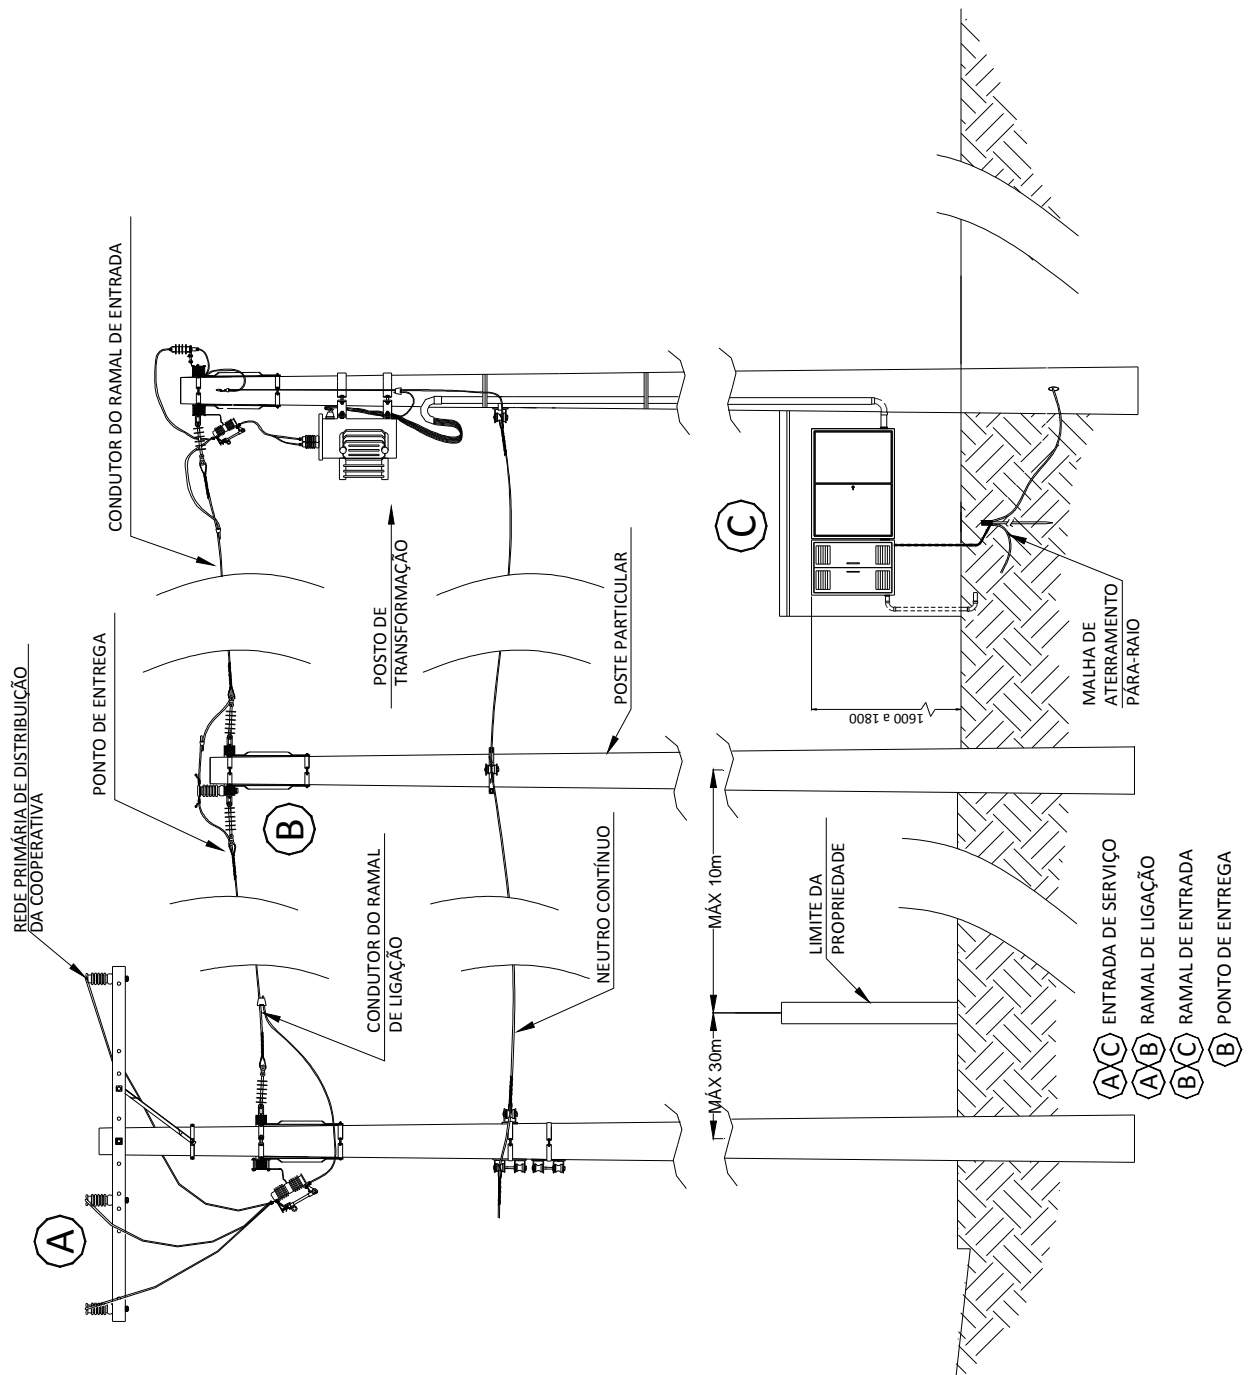 REDE PRIMÁRIA DE DISTRIBUIÇÃO
DA COOPERATIVA
PONTO DE ENTREGA
CONDUTOR DO RAMAL DE ENTRADA
A
B
C
CONDUTOR DO RAMAL
DE LIGAÇÃO
POSTO DE
TRANSFORMAÇÃO
NEUTRO CONTÍNUO
POSTE PARTICULAR
MÁX 30m
MÁX 10m
LIMITE DA
PROPRIEDADE
1600 a 1800
MALHA DE
ATERRAMENTO
PÁRA-RAIO
A C ENTRADA DE SERVIÇO
A B RAMAL DE LIGAÇÃO
B C RAMAL DE ENTRADA
B PONTO DE ENTREGA